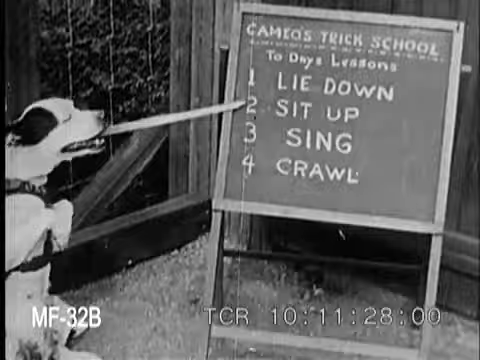 CAMEO'S TRICK SCHOOL
To Days Lessons
1 LIE DOWN
2 SIT UP
3 SING
4 CRAWL
MF-32B TCR 10:11:28:00